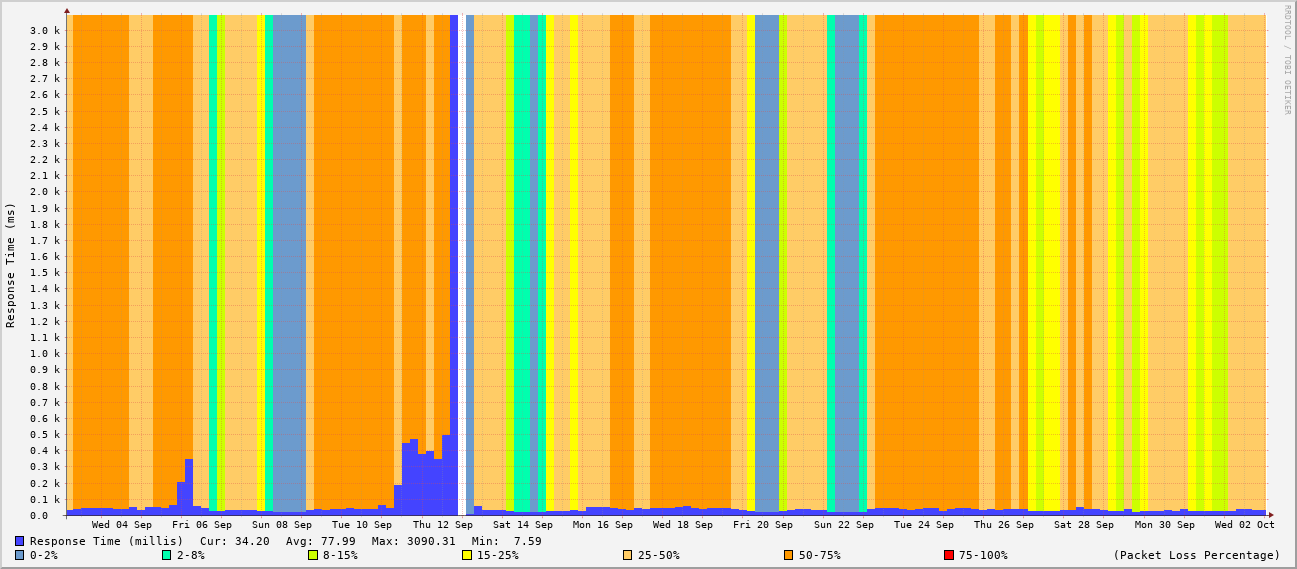 RRDTOOL / TOBI OETIKER
Response Time (ms)
3.0 k
2.9 k
2.8 k
2.7 k
2.6 k
2.5 k
2.4 k
2.3 k
2.2 k
2.1 k
2.0 k
1.9 k
1.8 k
1.7 k
1.6 k
1.5 k
1.4 k
1.3 k
1.2 k
1.1 k
1.0 k
0.9 k
0.8 k
0.7 k
0.6 k
0.5 k
0.4 k
0.3 k
0.2 k
0.1 k
0.0
Wed 04 Sep Fri 06 Sep Sun 08 Sep Tue 10 Sep Thu 12 Sep Sat 14 Sep Mon 16 Sep Wed 18 Sep Fri 20 Sep Sun 22 Sep Tue 24 Sep Thu 26 Sep Sat 28 Sep Mon 30 Sep Wed 02 Oct
Response Time (millis) Cur: 34.20 Avg: 77.99 Max: 3090.31 Min: 7.59
0-2% 2-8% 8-15% 15-25% 25-50% 50-75% 75-100% (Packet Loss Percentage)